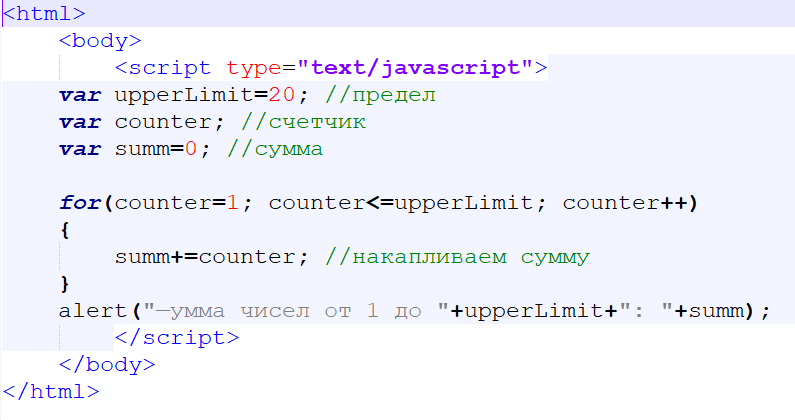 <html>
<body>
<script type="text/javascript">
var upperLimit=20; //предел
var counter; //счетчик
var summ=0; //сумма
for(counter=1; counter<=upperLimit; counter++)
{
summ+=counter; //накапливаем сумму
}
alert("—умма чисел от 1 до "+upperLimit+": "+summ);
</script>
</body>
</html>